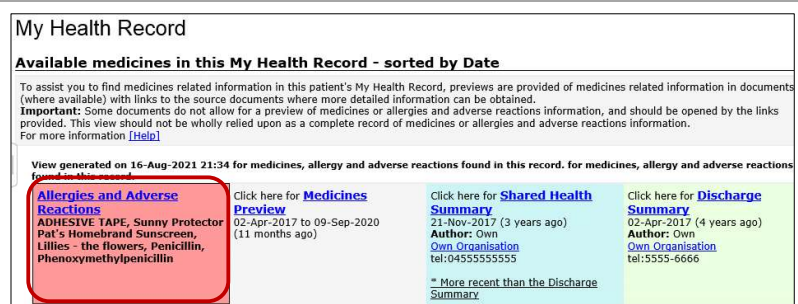 My Health Record
Available medicines in this My Health Record - sorted by Date
To assist you to find medicines related information in this patient's My Health Record, previews are provided of medicines related information in documents
(where available) with links to the source documents where more detailed information can be obtained.
Important: Some documents do not allow for a preview of medicines or allergies and adverse reactions information, and should be opened by the links
provided. This view should not be wholly relied upon as a complete record of medicines or allergies and adverse reactions information.
For more information [Help]
View generated on 16-Aug-2021 21:34 for medicines, allergy and adverse reactions found in this record. for medicines, allergy and adverse reactions
found in this record.
Allergies and Adverse
Reactions
ADHESIVE TAPE, Sunny Protector
Pat's Homebrand Sunscreen,
Lillies - the flowers, Penicillin,
Phenoxymethylpenicillin
Click here for Medicines
Preview
02-Apr-2017 to 09-Sep-2020
(11 months ago)
Click here for Shared Health
Summary
21-Nov-2017 (3 years ago)
Author: Own
Own Organisation
tel:04555555555
* More recent than the Discharge
Summary
Click here for Discharge
Summary
02-Apr-2017 (4 years ago)
Author: Own
Own Organisation
tel:5555-6666